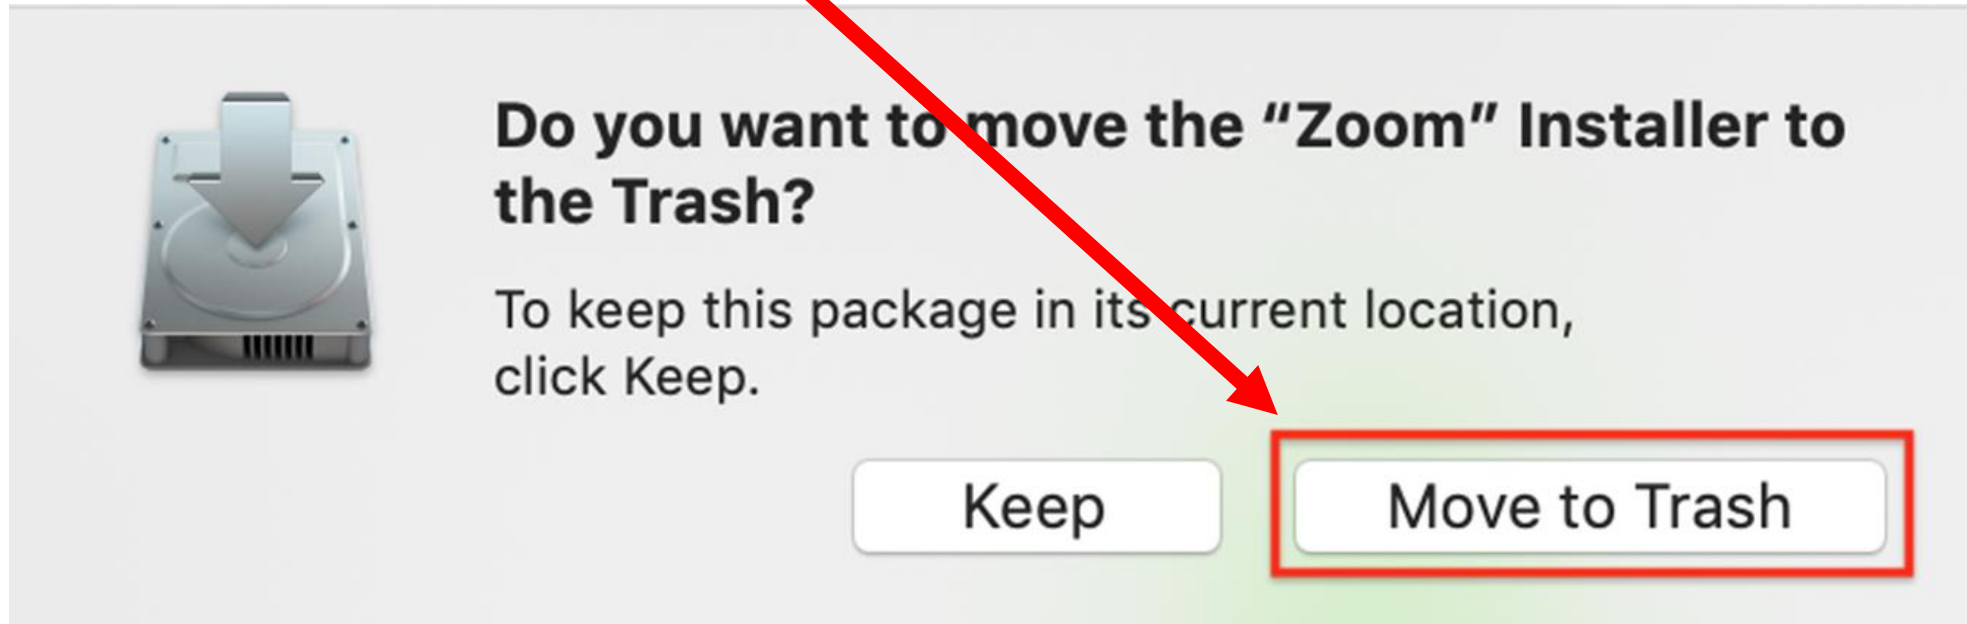 Do you want to move the “Zoom” Installer to
the Trash?
To keep this package in its current location,
click Keep.
Keep
Move to Trash